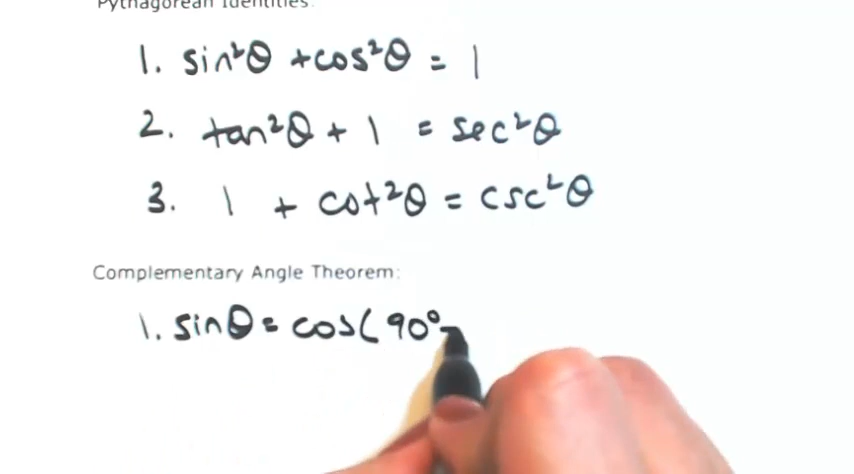 Pythagorean Identities:
1. sin²θ + cos²θ = 1
2. tan²θ + 1 = sec²θ
3. 1 + cot²θ = csc²θ
Complementary Angle Theorem:
1. sinθ = cos( 90°-